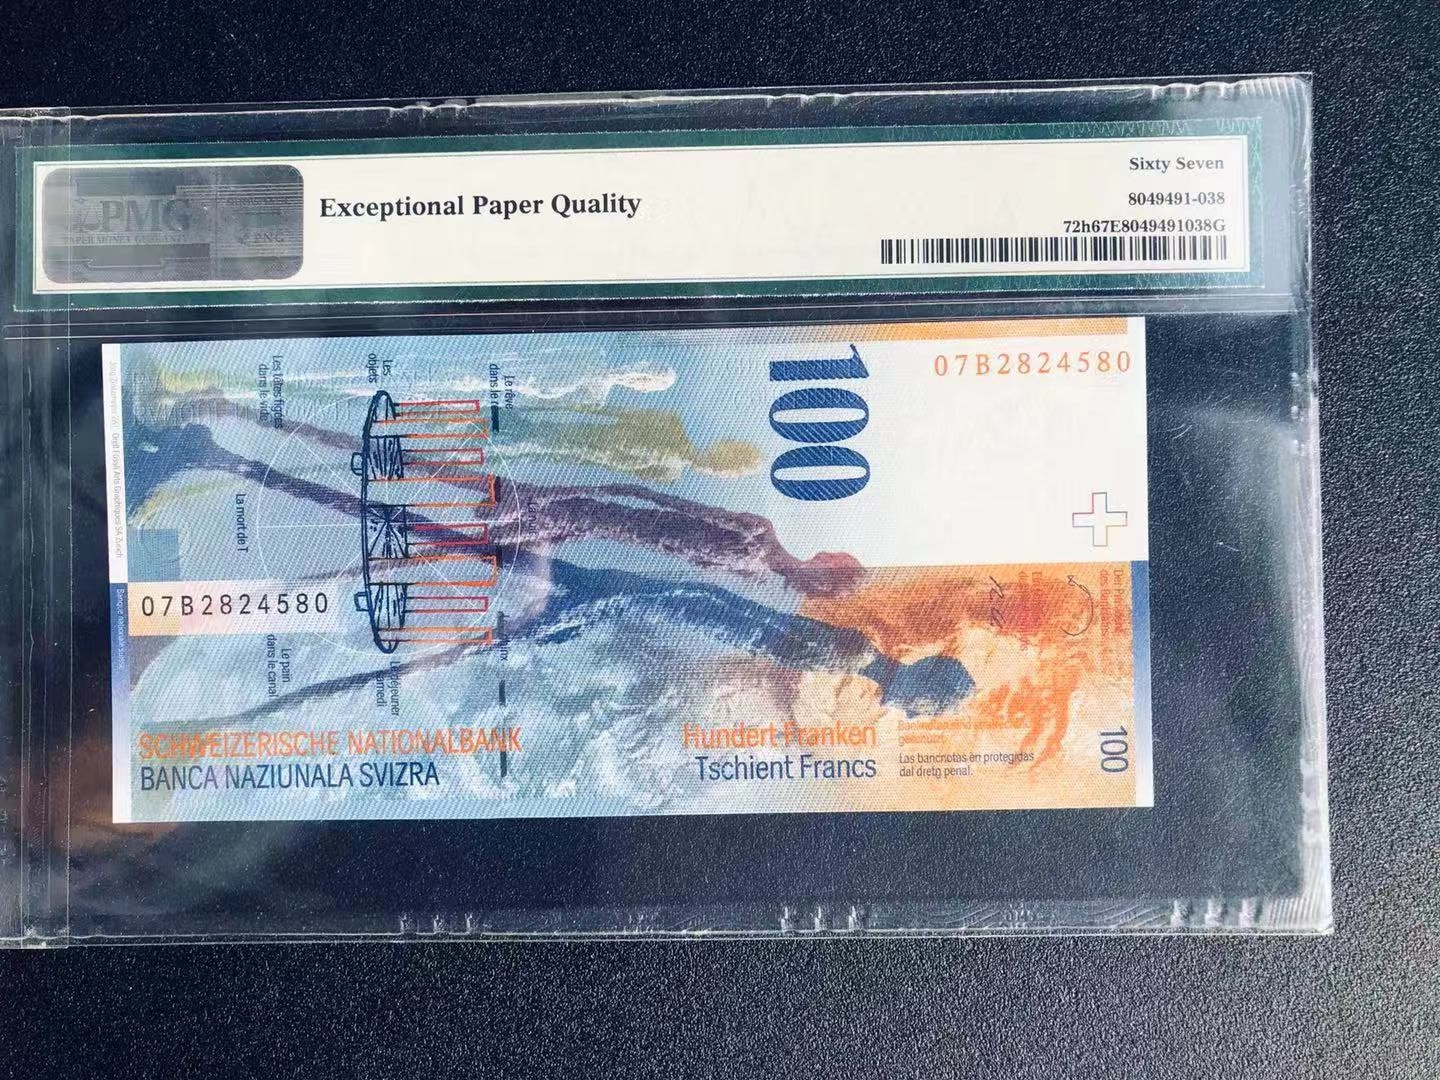 PMG
Exceptional Paper Quality
Sixty Seven
8049491-038
72h67E8049491038G
07B2824580
100
Les têtes figées
dans le vide
Les
objets
Le rêve
La mort de T
07B2824580
Le pain
dans le canal
Le déjeuner
SCHWEIZERISCHE NATIONALBANK
BANCA NAZIUNALA SVIZRA
Hundert Franken
Tschient Francs
Las bancnotas èn protegidas
dal dretg penal.
100